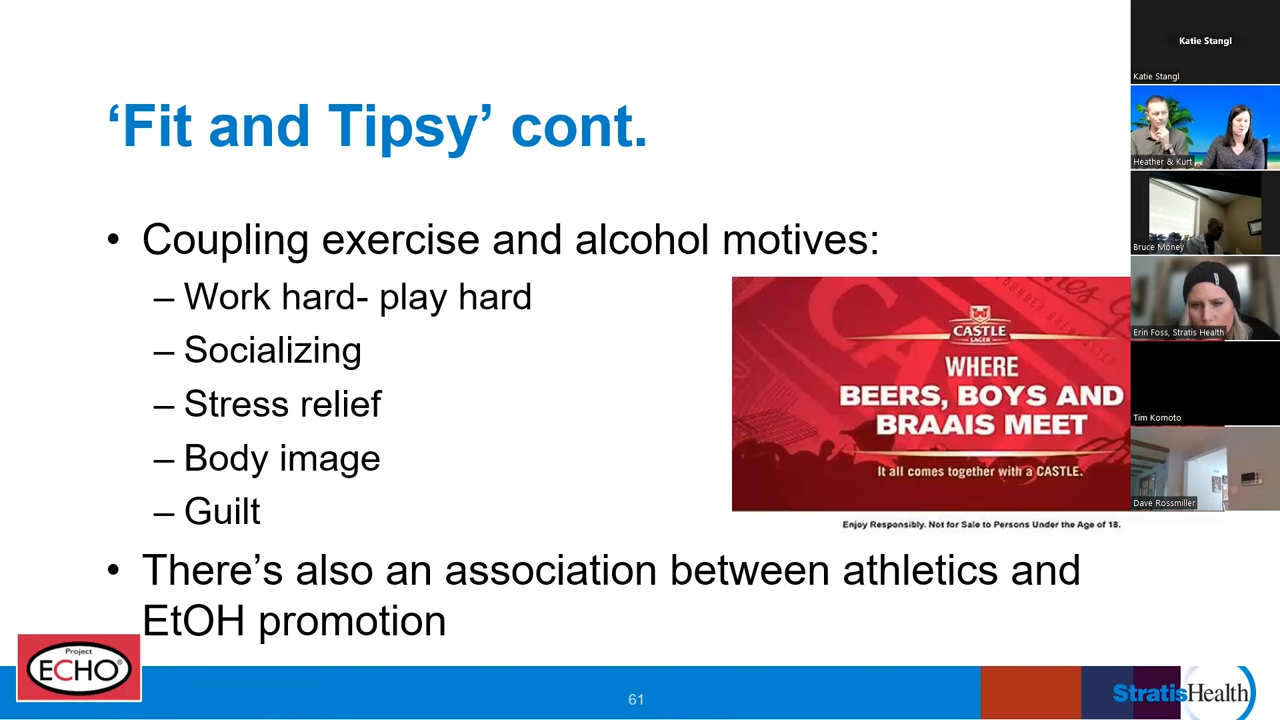 ‘Fit and Tipsy’ cont.
• Coupling exercise and alcohol motives:
– Work hard- play hard
– Socializing
– Stress relief
– Body image
– Guilt
• There’s also an association between athletics and
EtOH promotion
CASTLE
LAGER
WHERE
BEERS, BOYS AND
BRAAIS MEET
It all comes together with a CASTLE.
Enjoy Responsibly. Not for Sale to Persons Under the Age of 18.
Project
ECHO®
61
StratisHealth
Katie Stangl
Katie Stangl
Heather & Kurt
Bruce Money
Erin Foss, Stratis Health
Tim Komoto
Dave Rossmiller